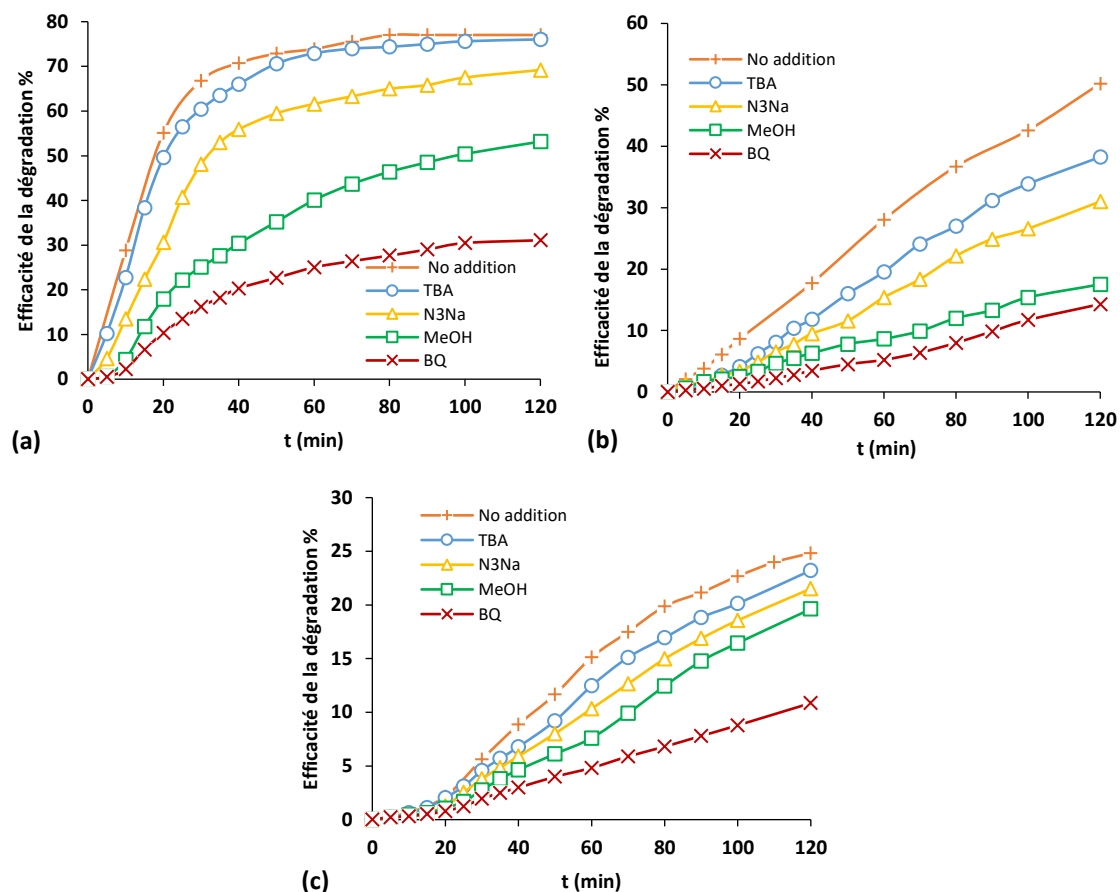 (a)
Efficacité de la dégradation %
80
70
60
50
40
30
20
10
0
No addition
TBA
N3Na
MeOH
BQ
0 20 40 60 80 100 120
t (min)
(b)
Efficacité de la dégradation %
60
50
40
30
20
10
0
No addition
TBA
N3Na
MeOH
BQ
0 20 40 60 80 100 120
t (min)
(c)
Efficacité de la dégradation %
30
25
20
15
10
5
0
No addition
TBA
N3Na
MeOH
BQ
0 20 40 60 80 100 120
t (min)